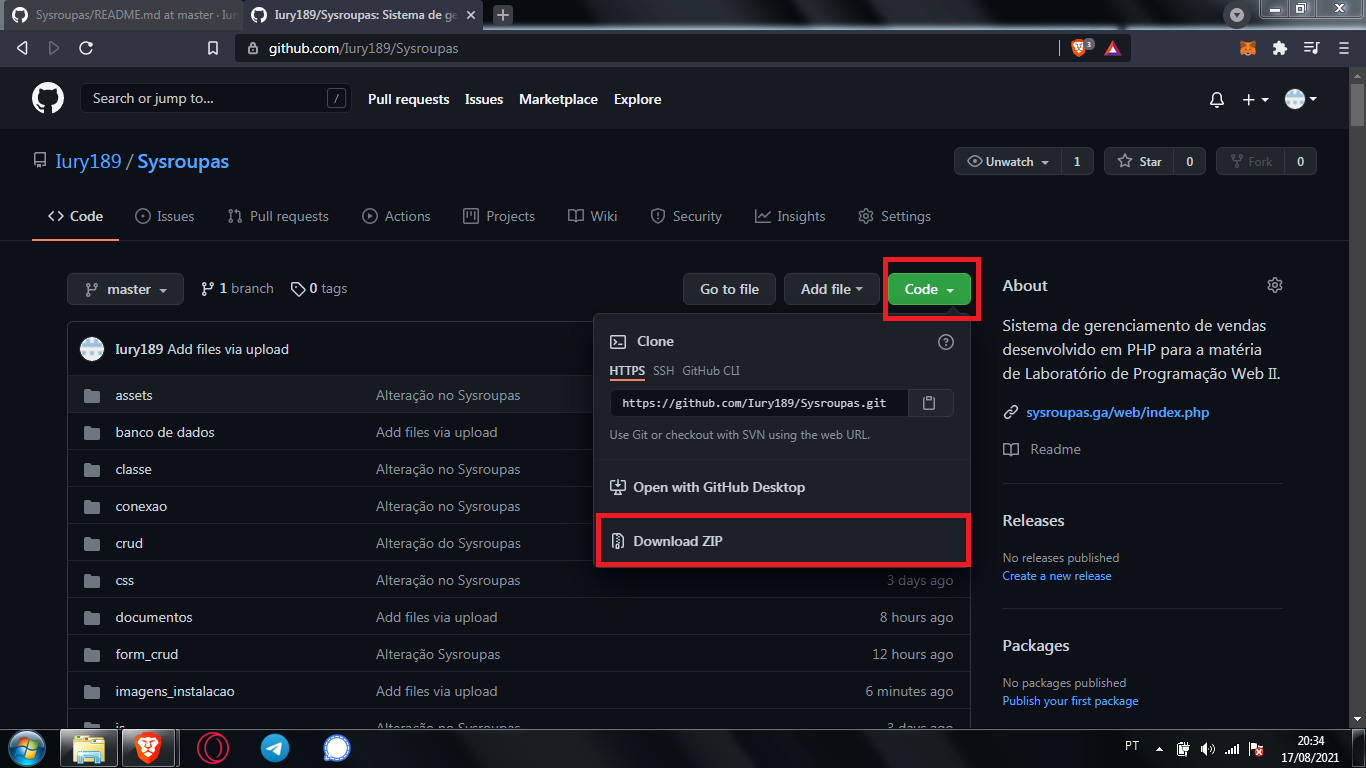 Sysroupas/README.md at master · Iur
Iury189/Sysroupas: Sistema de ge
github.com/Iury189/Sysroupas
3
Search or jump to...
/
Pull requests
Issues
Marketplace
Explore
Iury189 / Sysroupas
Unwatch
1
Star
0
Fork
0
Code
Issues
Pull requests
Actions
Projects
Wiki
Security
Insights
Settings
master
1 branch
0 tags
Go to file
Add file
Code
Iury189 Add files via upload
assets
Alteração no Sysroupas
banco de dados
Add files via upload
classe
Alteração no Sysroupas
conexao
Alteração no Sysroupas
crud
Alteração do Sysroupas
css
Alteração no Sysroupas
3 days ago
documentos
Add files via upload
8 hours ago
form_crud
Alteração Sysroupas
12 hours ago
imagens_instalacao
Add files via upload
6 minutes ago
js
Alteração no Sysroupas
3 days ago
Clone
HTTPS SSH GitHub CLI
https://github.com/Iury189/Sysroupas.git
Use Git or checkout with SVN using the web URL.
Open with GitHub Desktop
Download ZIP
About
Sistema de gerenciamento de vendas
desenvolvido em PHP para a matéria
de Laboratório de Programação Web II.
sysroupas.ga/web/index.php
Readme
Releases
No releases published
Create a new release
Packages
No packages published
Publish your first package
PT
20:34
17/08/2021